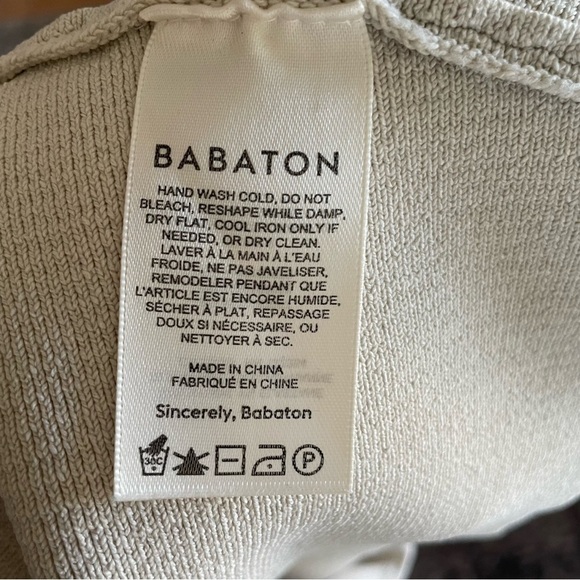 BABATON
HAND WASH COLD, DO NOT
BLEACH, RESHAPE WHILE DAMP,
DRY FLAT, COOL IRON ONLY IF
NEEDED, OR DRY CLEAN.
LAVER À LA MAIN À L'EAU
FROIDE, NE PAS JAVELISER,
REMODELER PENDANT QUE
L'ARTICLE EST ENCORE HUMIDE,
SÉCHER À PLAT, REPASSAGE
DOUX SI NÉCESSAIRE, OU
NETTOYER À SEC.
MADE IN CHINA
FABRIQUÉ EN CHINE
Sincerely, Babaton
30C P